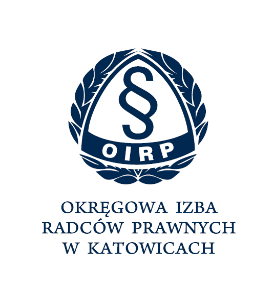 §
OIRP
OKRĘGOWA IZBA
RADCÓW PRAWNYCH
W KATOWICACH